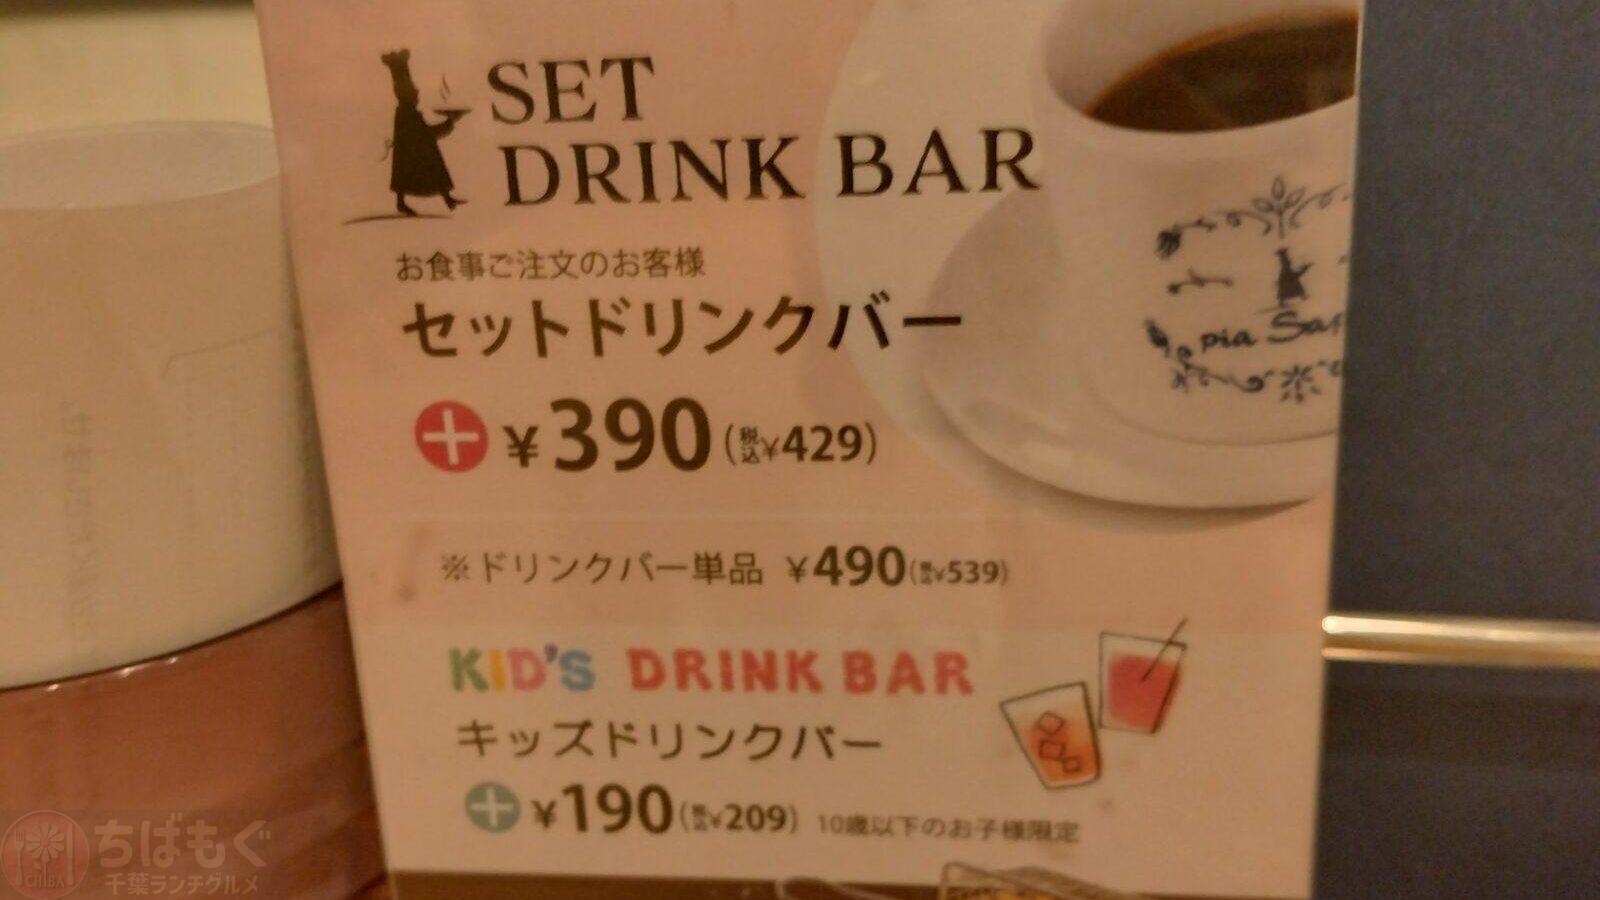 SET
DRINK BAR
お食事ご注文のお客様
セットドリンクバー
+ ¥390(税込¥429)
※ドリンクバー単品 ¥490(税込¥539)
KID'S DRINK BAR
キッズドリンクバー
+ ¥190(税込¥209) 10歳以下のお子様限定
pia Sa
ちばもぐ
CHIBA
千葉ランチグルメ